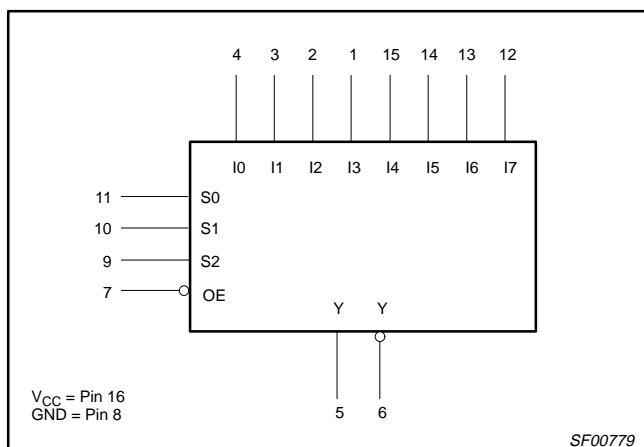 4 3 2 1 15 14 13 12
I0 I1 I2 I3 I4 I5 I6 I7
11 S0
10 S1
9 S2
7 OE
Y Y
VCC = Pin 16
GND = Pin 8
5 6
SF00779